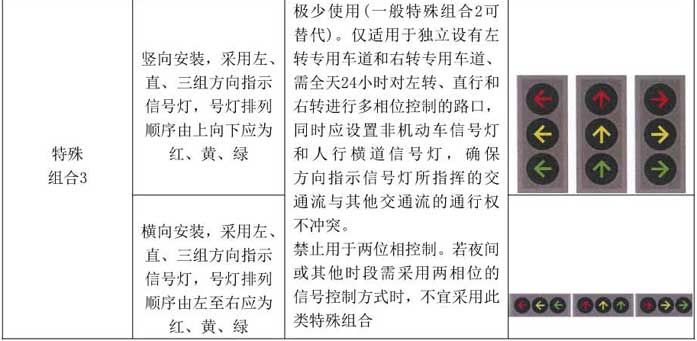 特殊
组合3
竖向安装，采用左、
直、三组方向指示
信号灯，号灯排列
顺序由上向下应为
红、黄、绿
横向安装，采用左、
直、三组方向指示
信号灯，号灯排列
顺序由左至右应为
红、黄、绿
极少使用(一般特殊组合2可
替代)。仅适用于独立设有左
转专用车道和右转专用车道、
需全天24小时对左转、直行和
右转进行多相位控制的路口，
同时应设置非机动车信号灯
和人行横道信号灯，确保
方向指示信号灯所指挥的交
通流与其他交通流的通行权
不冲突。
禁止用于两位相控制。若夜间
或其他时段需采用两相位的
信号控制方式时，不宜采用此
类特殊组合